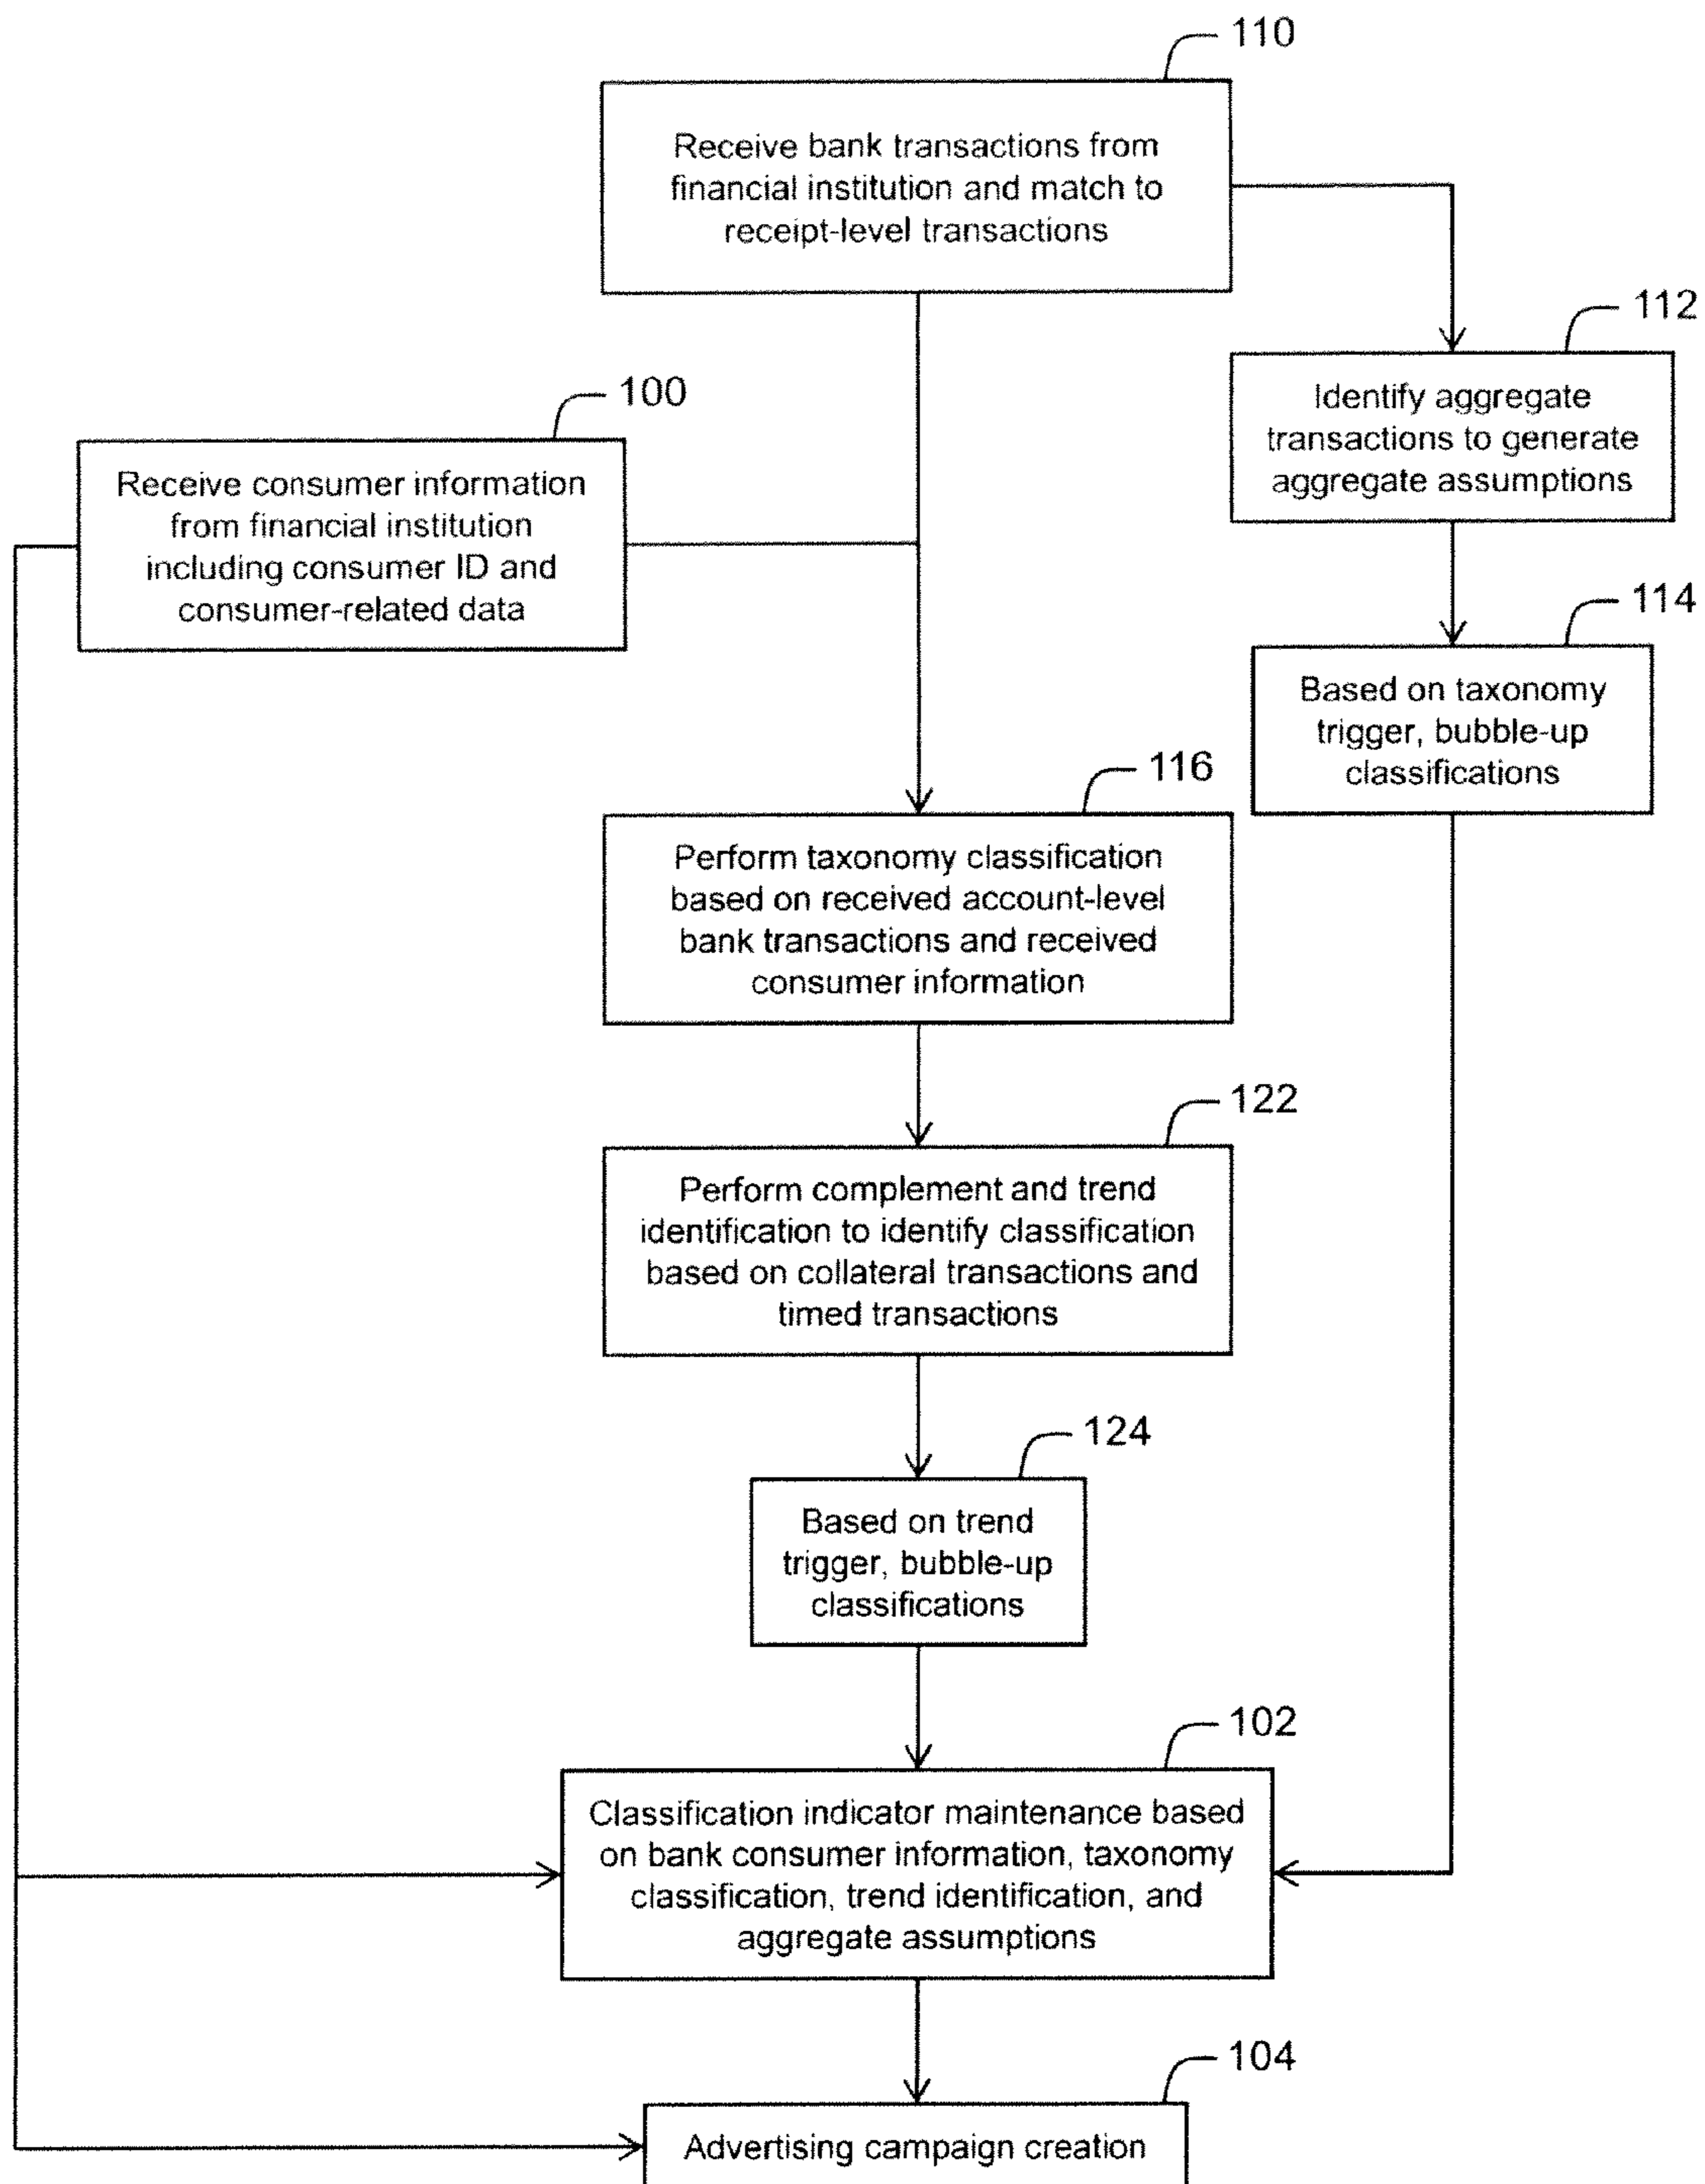 110
Receive bank transactions from
financial institution and match to
receipt-level transactions
112
Identify aggregate
transactions to generate
aggregate assumptions
100
Receive consumer information
from financial institution
including consumer ID and
consumer-related data
114
Based on taxonomy
trigger, bubble-up
classifications
116
Perform taxonomy classification
based on received account-level
bank transactions and received
consumer information
122
Perform complement and trend
identification to identify classification
based on collateral transactions and
timed transactions
124
Based on trend
trigger, bubble-up
classifications
102
Classification indicator maintenance based
on bank consumer information, taxonomy
classification, trend identification, and
aggregate assumptions
104
Advertising campaign creation